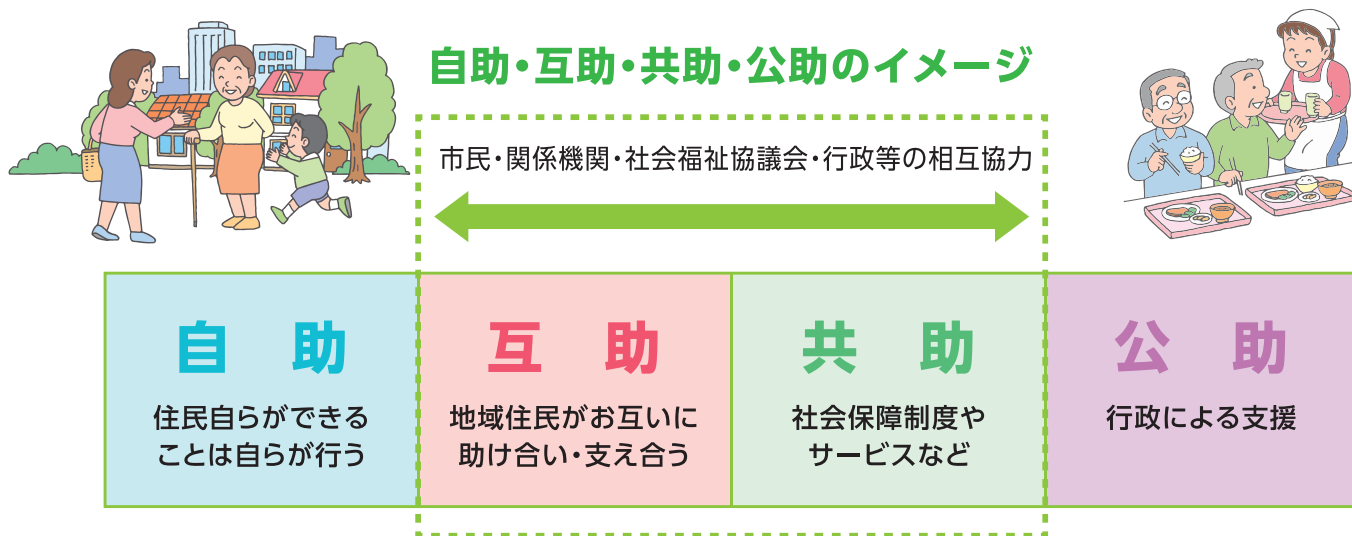 自助・互助・共助・公助のイメージ
市民・関係機関・社会福祉協議会・行政等の相互協力
自　助
住民自らができる
ことは自らが行う
互　助
地域住民がお互いに
助け合い・支え合う
共　助
社会保障制度や
サービスなど
公　助
行政による支援